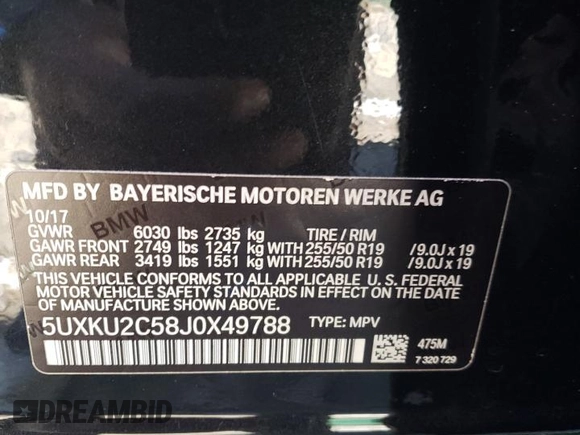 MFD BY BAYERISCHE MOTOREN WERKE AG
10/17
GVWR 6030 lbs 2735 kg TIRE / RIM
GAWR FRONT 2749 lbs 1247 kg WITH 255/50 R19 /9.0J x 19
GAWR REAR 3419 lbs 1551 kg WITH 255/50 R19 /9.0J x 19
THIS VEHICLE CONFORMS TO ALL APPLICABLE U. S. FEDERAL
MOTOR VEHICLE SAFETY STANDARDS IN EFFECT ON THE DATE
OF MANUFACTURE SHOWN ABOVE.
5UXKU2C58J0X49788 TYPE: MPV
475M
7 320 729
BMW
DREAMBID